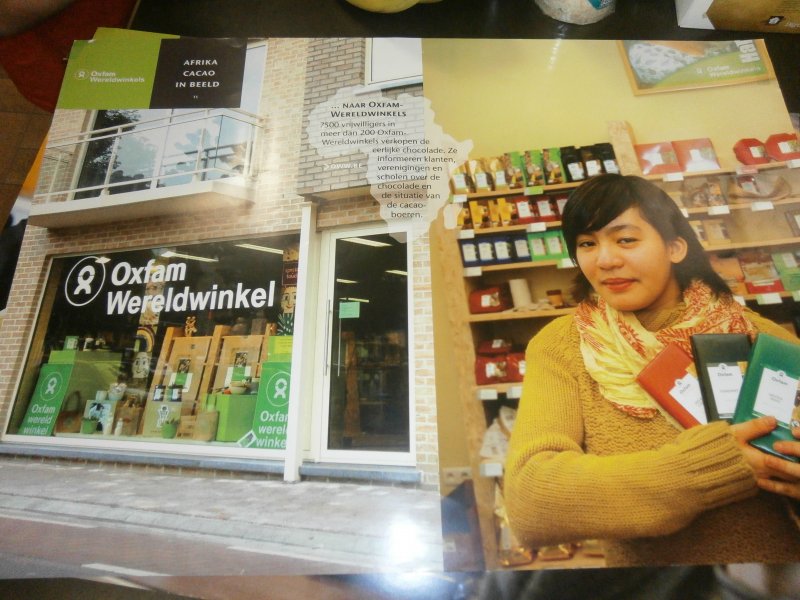 Oxfam
Wereldwinkels
AFRIKA
CACAO
IN BEELD
... NAAR OXFAM-
WERELDWINKELS
7500 vrijwilligers in
meer dan 200 Oxfam-
Wereldwinkels verkopen de
eerlijke chocolade. Ze
informeren klanten,
verenigingen en
scholen over de
chocolade en
de situatie van
de cacao-
boeren.
Oxfam
Wereldwinkel
Oxfam
wereld
winkel
Oxfam
wereld
winkel
Oxfam
Oxfam
Oxfam